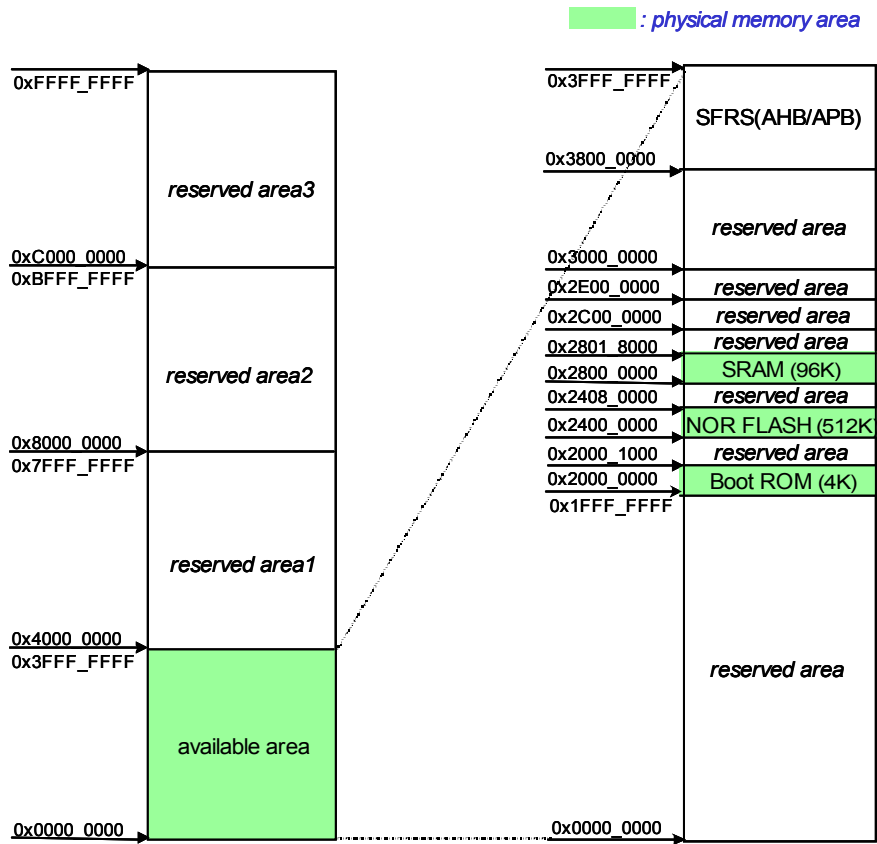 : physical memory area
0xFFFF_FFFF
reserved area3
0xC000_0000
0xBFFF_FFFF
reserved area2
0x8000_0000
0x7FFF_FFFF
reserved area1
0x4000_0000
0x3FFF_FFFF
available area
0x0000_0000
0x3FFF_FFFF
SFRS(AHB/APB)
0x3800_0000
reserved area
0x3000_0000
0x2E00_0000
reserved area
0x2C00_0000
reserved area
0x2801_8000
reserved area
0x2800_0000
SRAM (96K)
0x2408_0000
reserved area
0x2400_0000
NOR FLASH (512K
0x2000_1000
reserved area
0x2000_0000
Boot ROM (4K)
0x1FFF_FFFF
reserved area
0x0000_0000